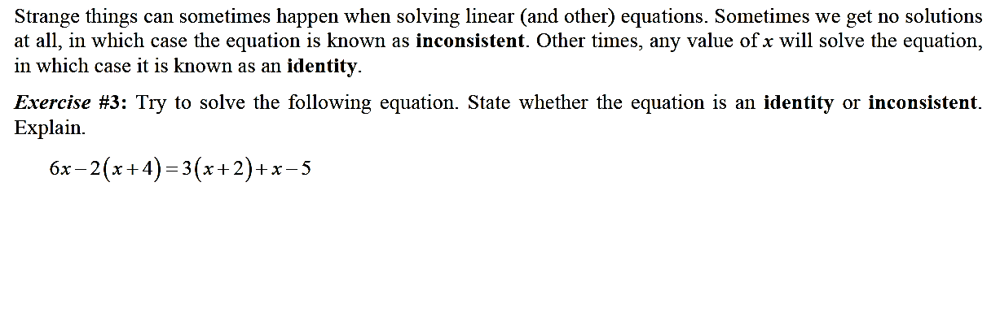 Strange things can sometimes happen when solving linear (and other) equations. Sometimes we get no solutions
at all, in which case the equation is known as inconsistent. Other times, any value of x will solve the equation,
in which case it is known as an identity.
Exercise #3: Try to solve the following equation. State whether the equation is an identity or inconsistent.
Explain.
6x−2(x+4)=3(x+2)+x−5